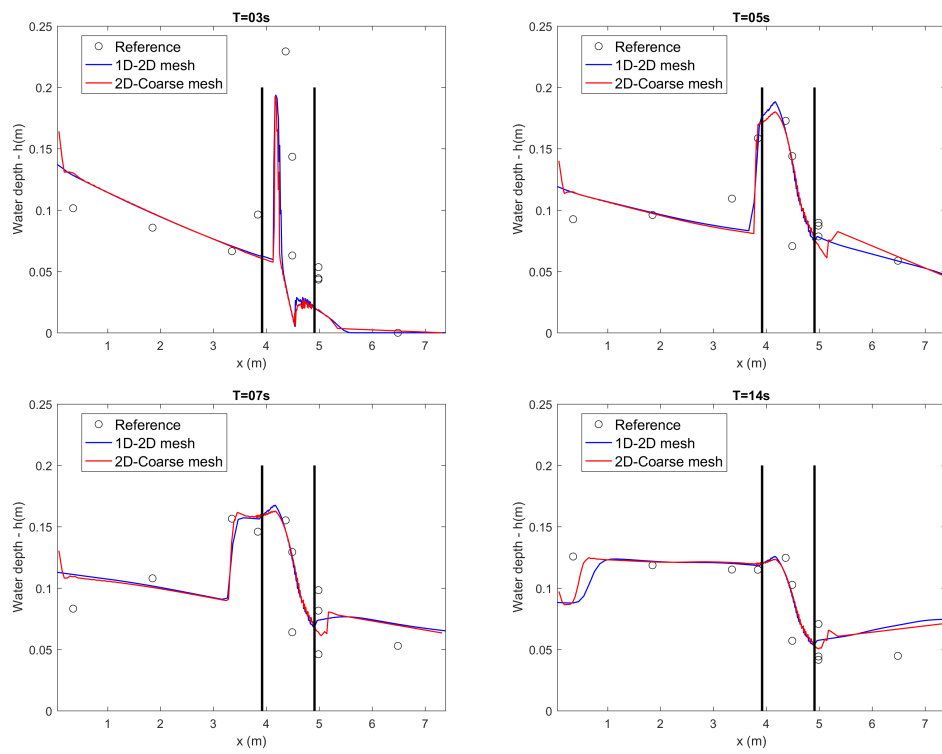 T=03s
0.25
0.2
0.15
0.1
0.05
0
Water depth - h(m)
Reference
1D-2D mesh
2D-Coarse mesh
1 2 3 4 5 6 7
x (m)
T=05s
0.25
0.2
0.15
0.1
0.05
0
Water depth - h(m)
Reference
1D-2D mesh
2D-Coarse mesh
1 2 3 4 5 6 7
x (m)
T=07s
0.25
0.2
0.15
0.1
0.05
0
Water depth - h(m)
Reference
1D-2D mesh
2D-Coarse mesh
1 2 3 4 5 6 7
x (m)
T=14s
0.25
0.2
0.15
0.1
0.05
0
Water depth - h(m)
Reference
1D-2D mesh
2D-Coarse mesh
1 2 3 4 5 6 7
x (m)